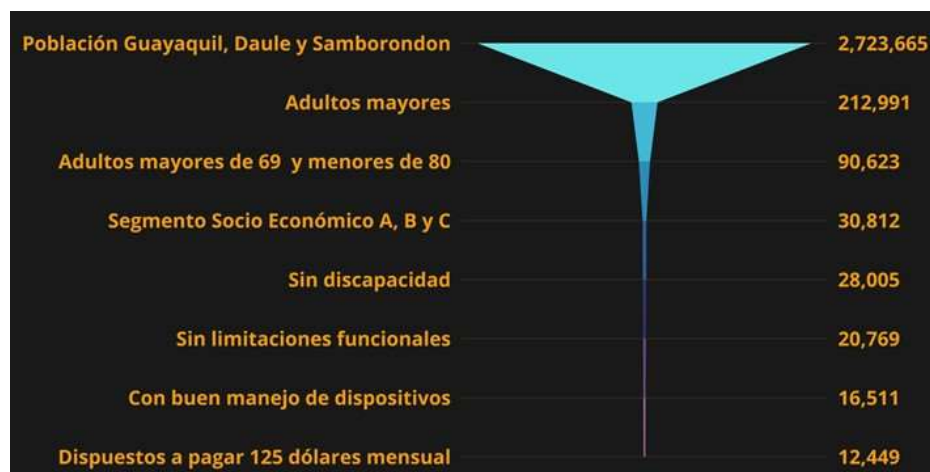 Población Guayaquil, Daule y Samborondon 2,723,665
Adultos mayores 212,991
Adultos mayores de 69 y menores de 80 90,623
Segmento Socio Económico A, B y C 30,812
Sin discapacidad 28,005
Sin limitaciones funcionales 20,769
Con buen manejo de dispositivos 16,511
Dispuestos a pagar 125 dólares mensual 12,449